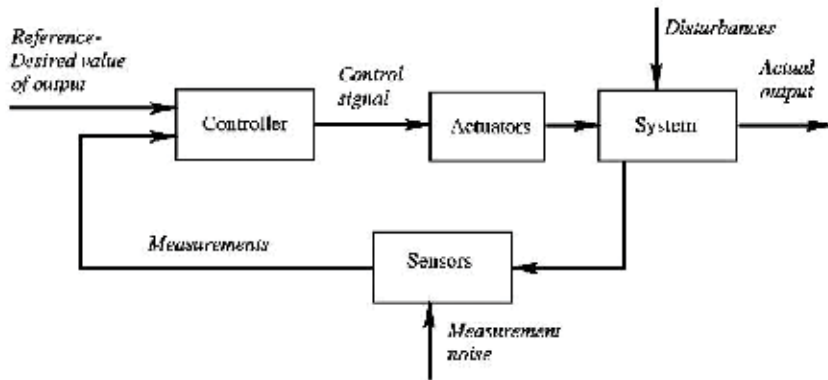 Reference-
Desired value
of output
Control
signal
Disturbances
Actual
output
Controller
Actuators
System
Measurements
Sensors
Measurement
noise